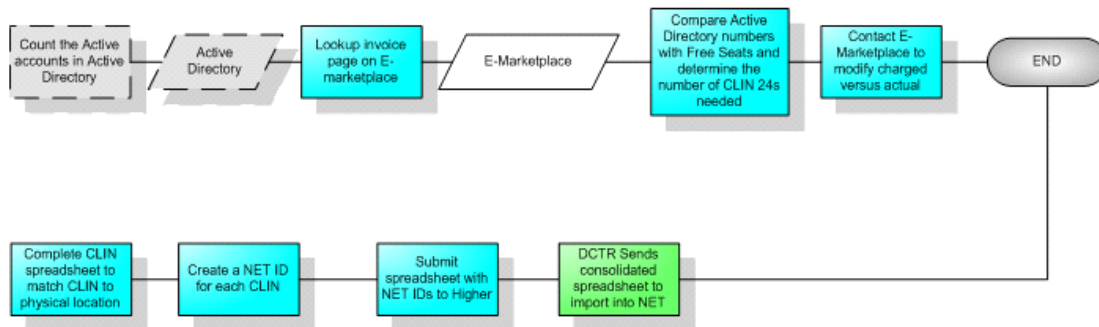 Count the Active
accounts in Active
Directory
Active
Directory
Lookup invoice
page on E-
marketplace
E-Marketplace
Compare Active
Directory numbers
with Free Seats and
determine the
number of CLIN 24s
needed
Contact E-
Marketplace to
modify charged
versus actual
END
Complete CLIN
spreadsheet to
match CLIN to
physical location
Create a NET ID
for each CLIN
Submit
spreadsheet with
NET IDs to Higher
DCTR Sends
consolidated
spreadsheet to
import into NET